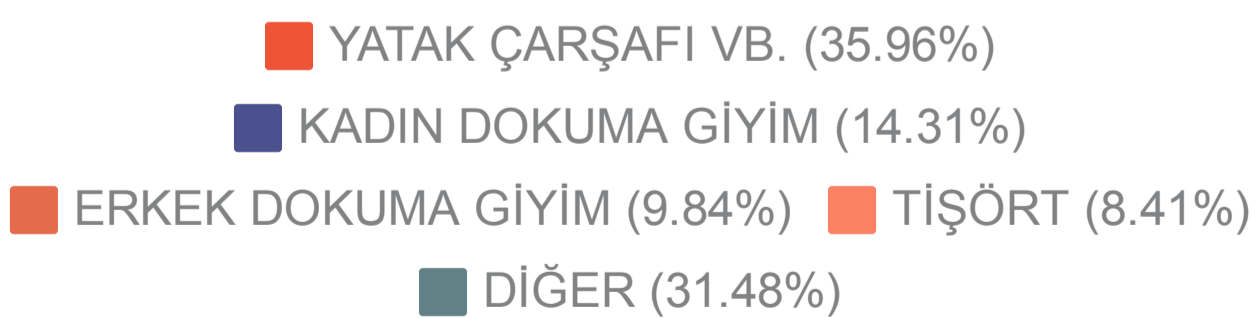 YATAK ÇARŞAFI VB. (35.96%)
KADIN DOKUMA GİYİM (14.31%)
ERKEK DOKUMA GİYİM (9.84%) TİŞÖRT (8.41%)
DİĞER (31.48%)